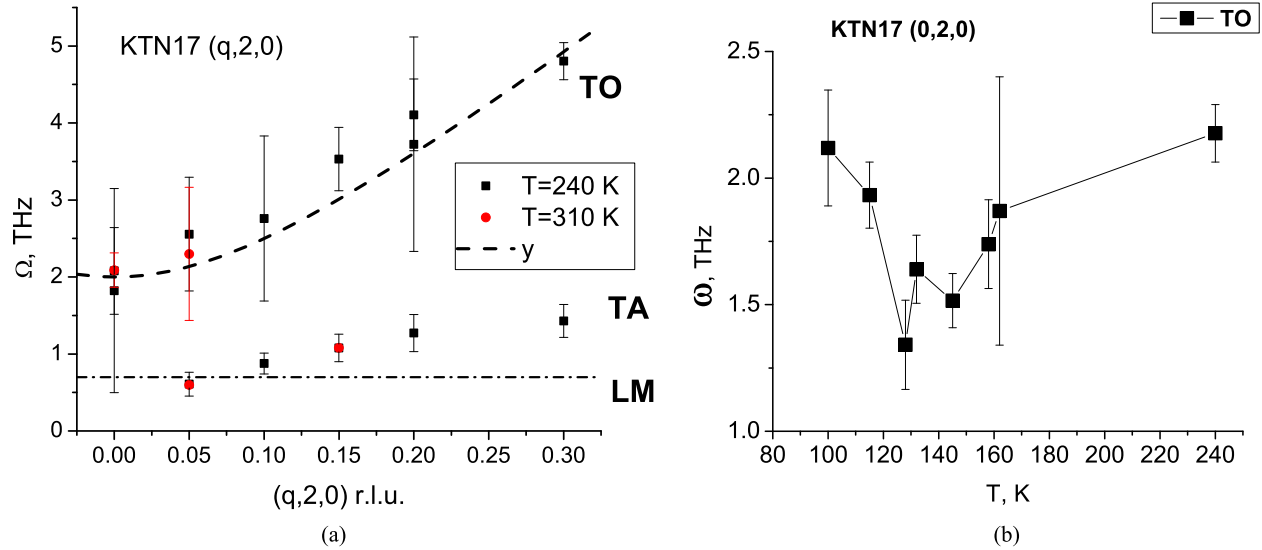 KTN17 (q,2,0)
TO
T=240 K
T=310 K
y
TA
LM
Ω, THz
5
4
3
2
1
0
0.00 0.05 0.10 0.15 0.20 0.25 0.30
(q,2,0) r.l.u.
(a)
TO
KTN17 (0,2,0)
ω, THz
2.5
2.0
1.5
1.0
80 100 120 140 160 180 200 220 240
T, K
(b)